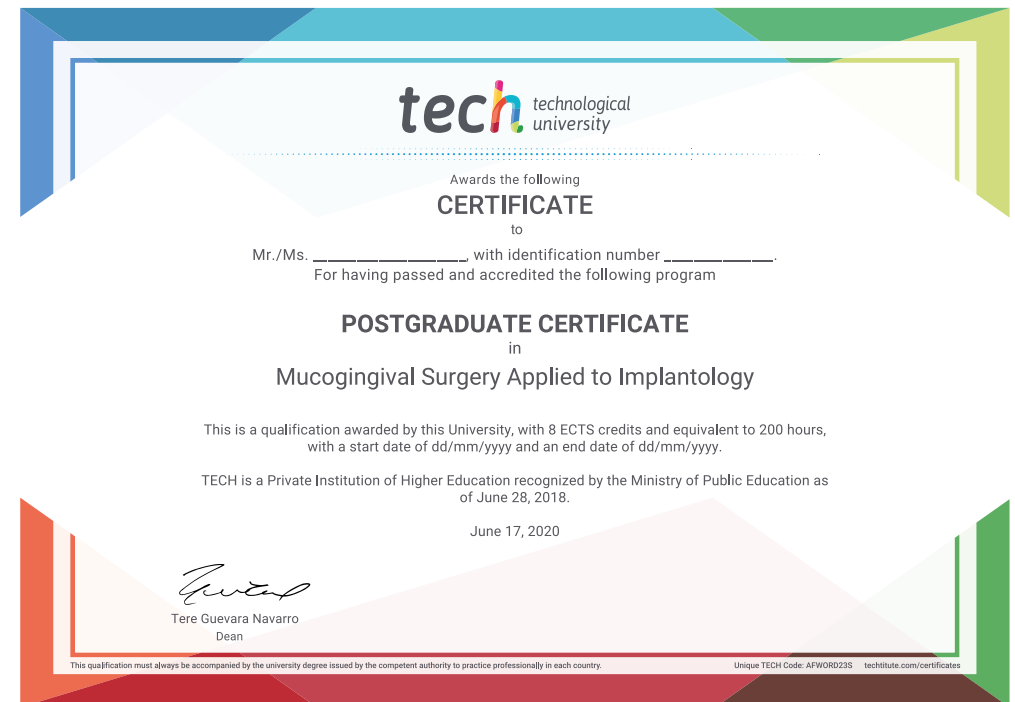 tech technological
university
Awards the following
CERTIFICATE
to
Mr./Ms. __________________, with identification number _____________.
For having passed and accredited the following program
POSTGRADUATE CERTIFICATE
in
Mucogingival Surgery Applied to Implantology
This is a qualification awarded by this University, with 8 ECTS credits and equivalent to 200 hours,
with a start date of dd/mm/yyyy and an end date of dd/mm/yyyy.
TECH is a Private Institution of Higher Education recognized by the Ministry of Public Education as
of June 28, 2018.
June 17, 2020
Tere Guevara Navarro
Dean
This qualification must always be accompanied by the university degree issued by the competent authority to practice professionally in each country.
Unique TECH Code: AFWORD23S techtitute.com/certificates